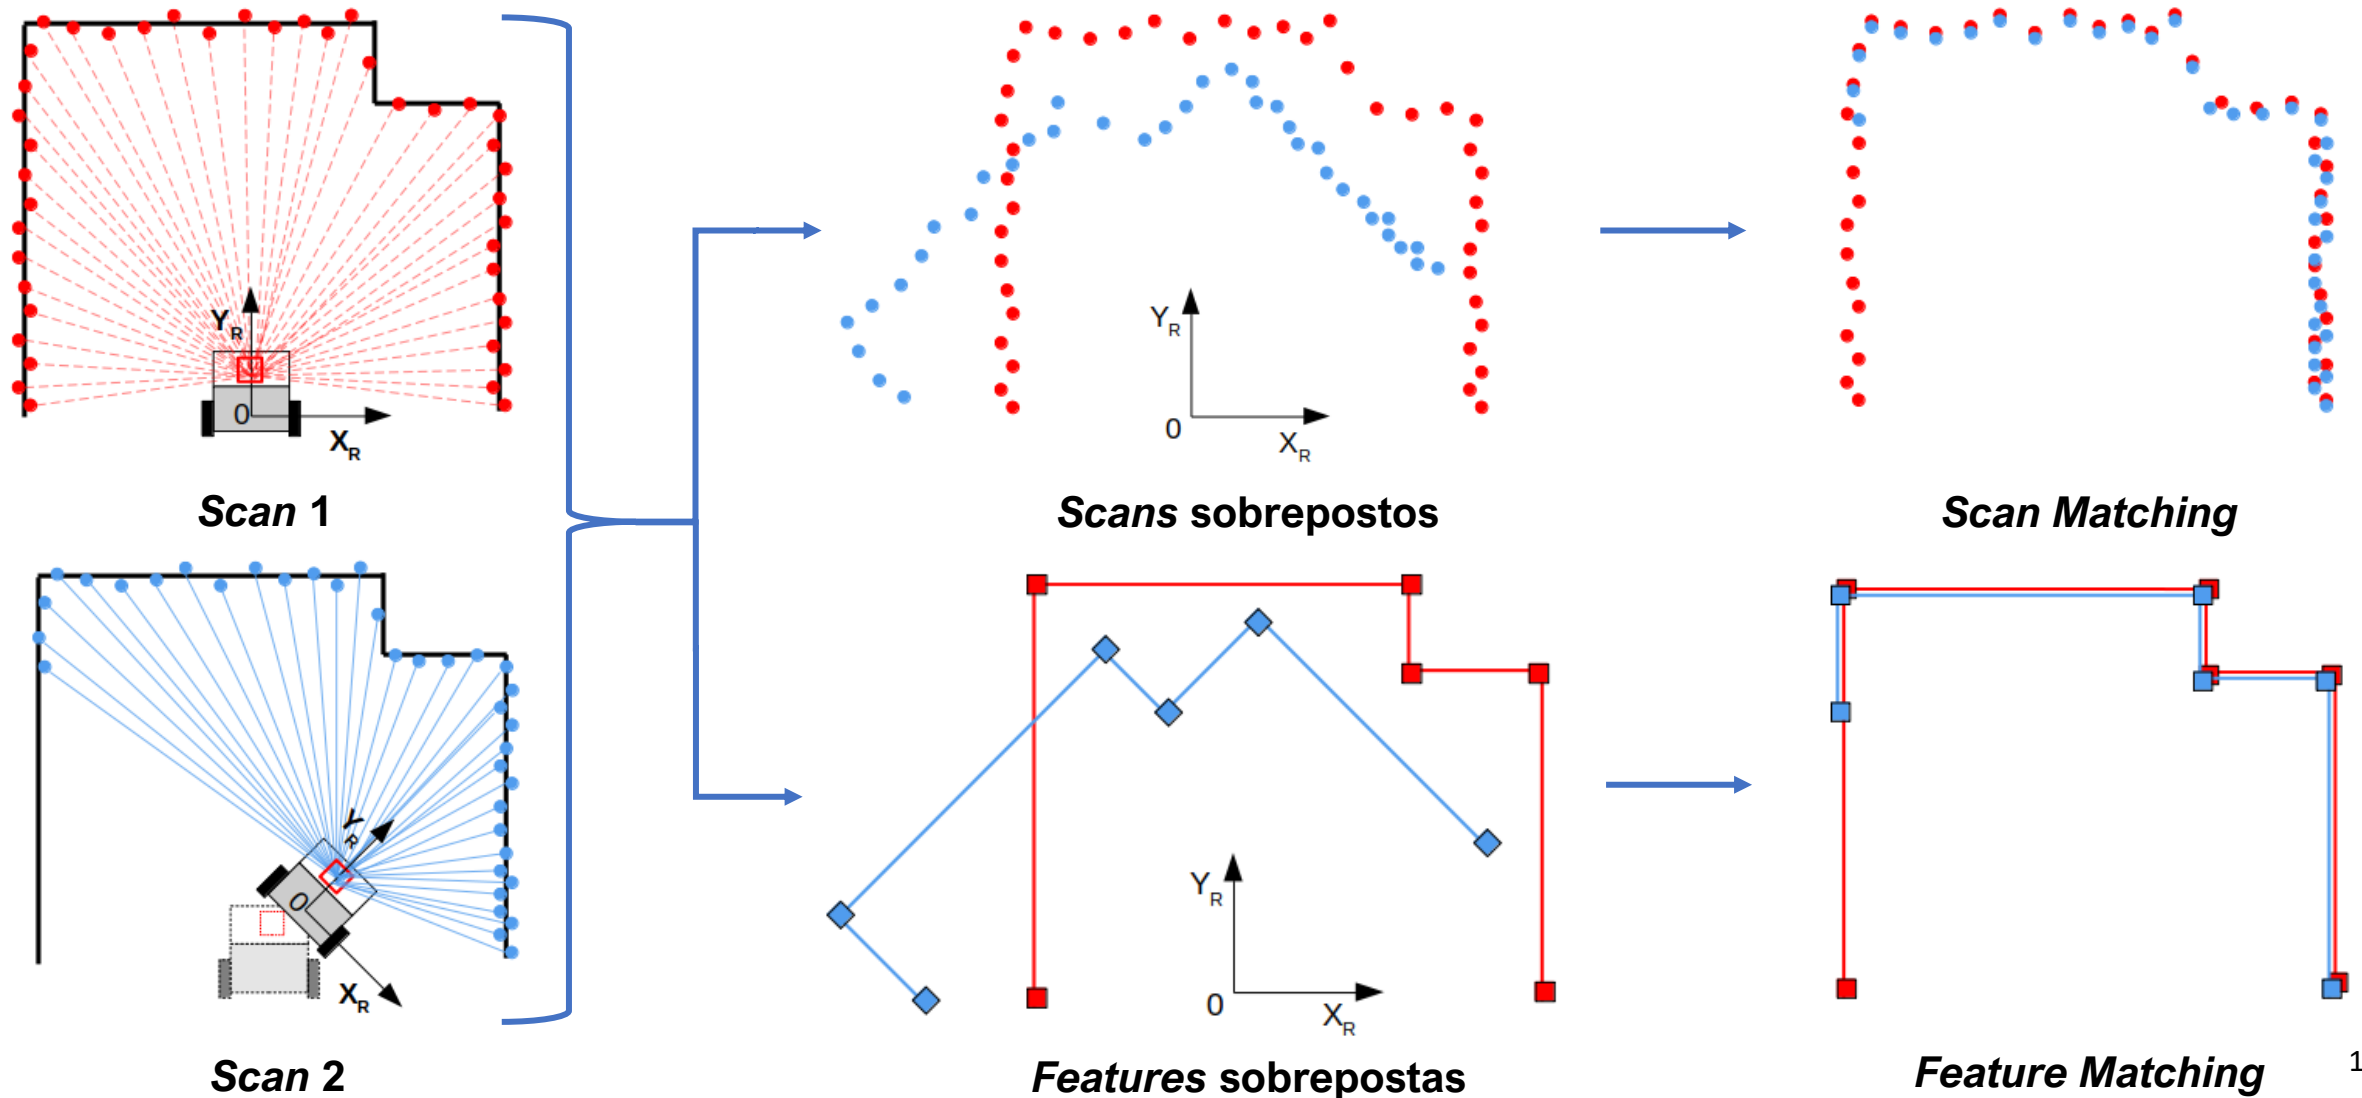 Y_R
0
X_R
Scan 1
Y_R
0
X_R
Scans sobrepostos
Scan Matching
Y_R
0
X_R
Scan 2
Y_R
0
X_R
Features sobrepostas
Feature Matching
1